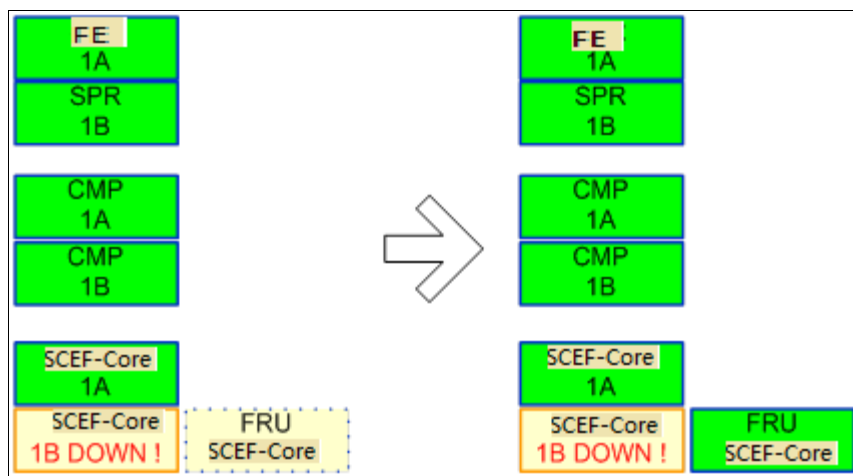 FE
1A
SPR
1B
CMP
1A
CMP
1B
SCEF-Core
1A
SCEF-Core
1B DOWN !
FRU
SCEF-Core
FE
1A
SPR
1B
CMP
1A
CMP
1B
SCEF-Core
1A
SCEF-Core
1B DOWN !
FRU
SCEF-Core